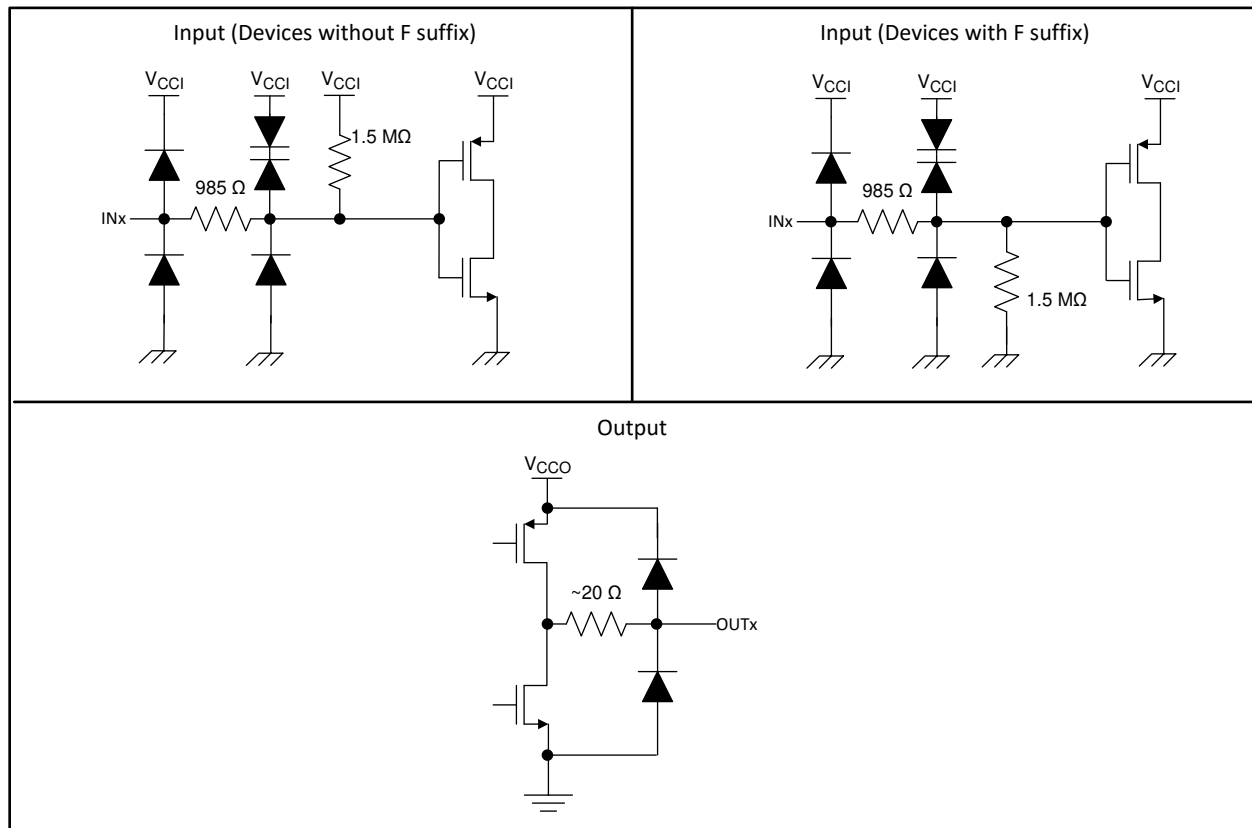 Input (Devices without F suffix)
VCCI VCCI VCCI VCCI
1.5 MΩ
985 Ω
INx
Input (Devices with F suffix)
VCCI VCCI VCCI
985 Ω
INx
1.5 MΩ
Output
VCCO
~20 Ω
OUTx